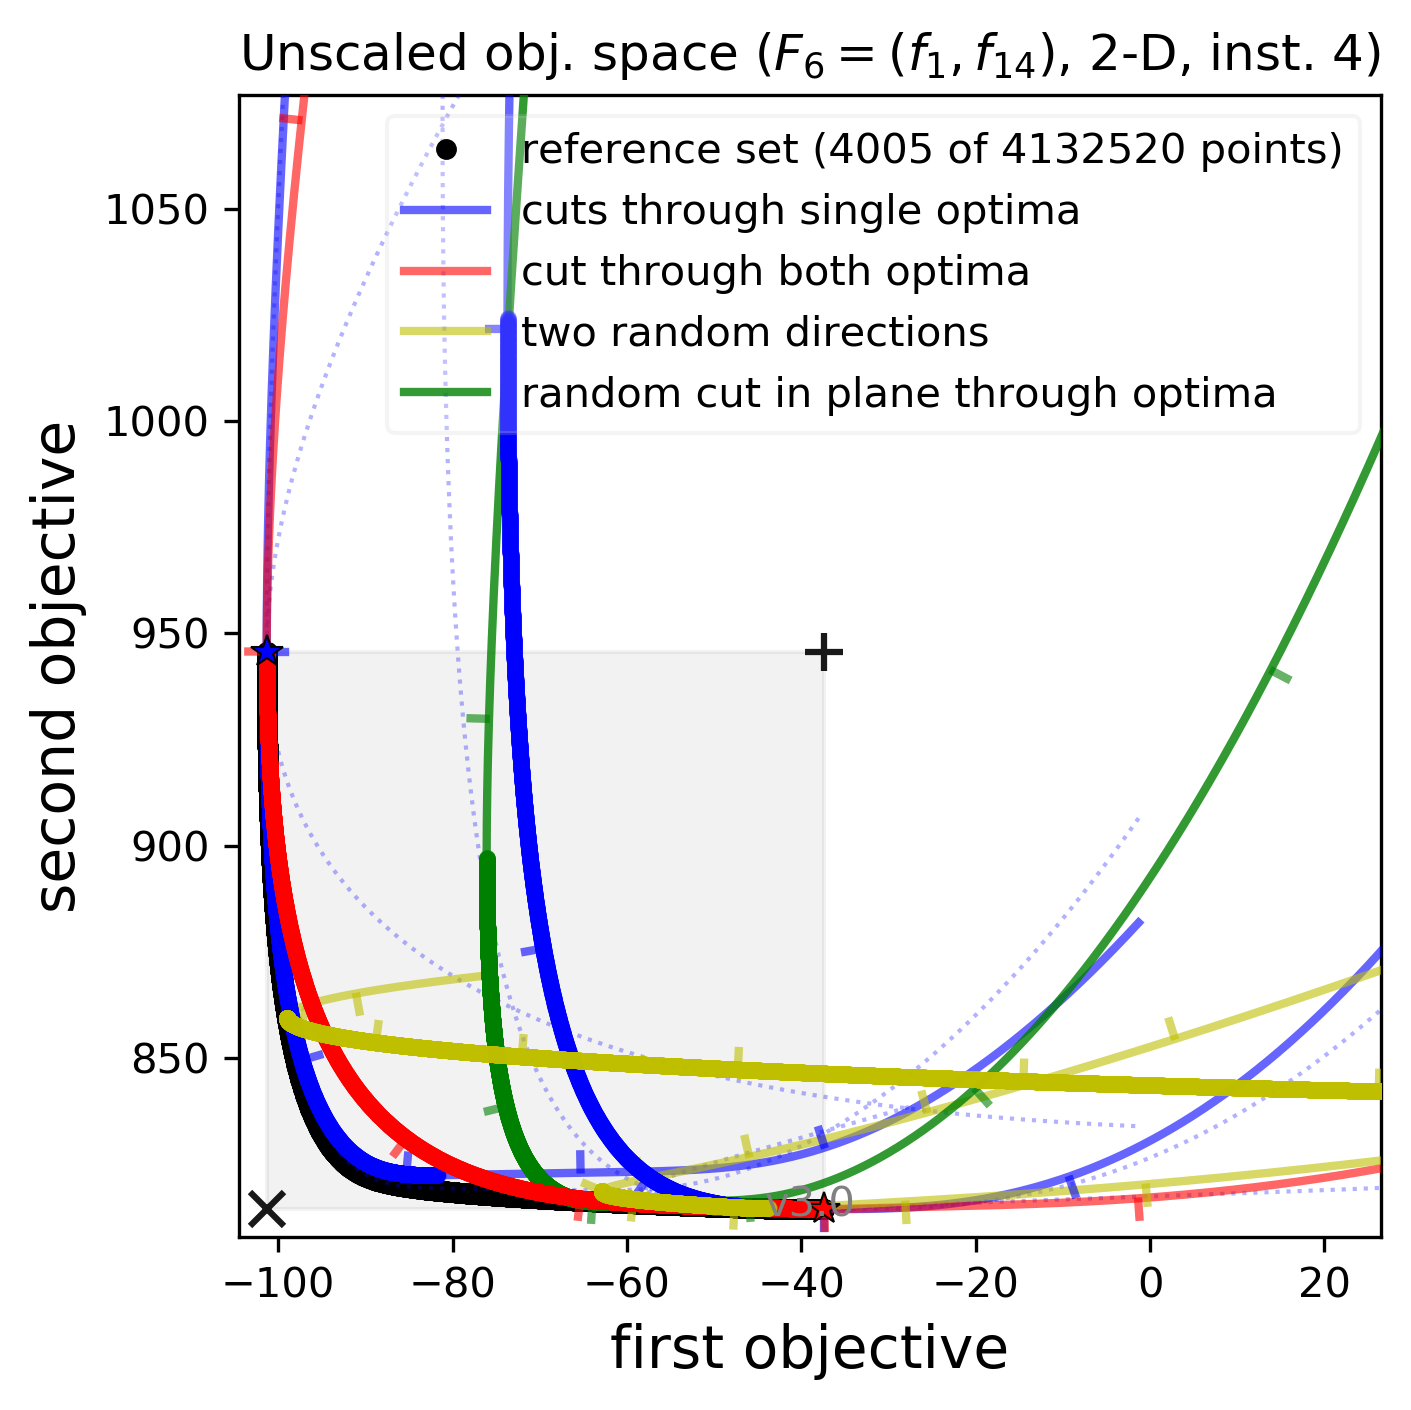 Unscaled obj. space (F₆ = (f₁, f₁₄), 2-D, inst. 4)
reference set (4005 of 4132520 points)
cuts through single optima
cut through both optima
two random directions
random cut in plane through optima
1050
1000
950
900
850
second objective
v3.0
−100
−80
−60
−40
−20
0
20
first objective